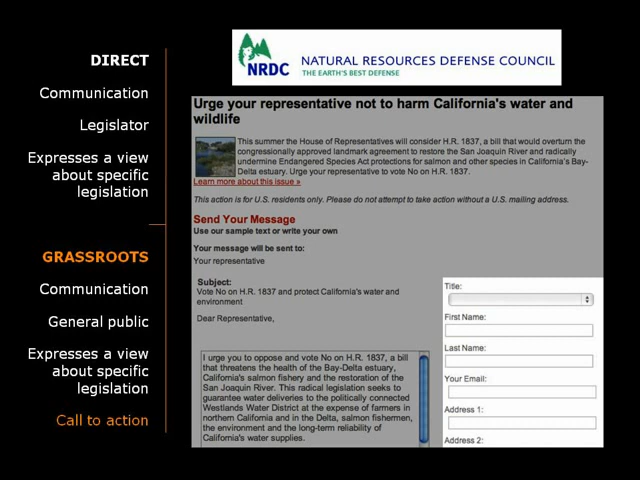 DIRECT
Communication
Legislator
Expresses a view
about specific
legislation
GRASSROOTS
Communication
General public
Expresses a view
about specific
legislation
Call to action
NRDC
NATURAL RESOURCES DEFENSE COUNCIL
THE EARTH'S BEST DEFENSE
Urge your representative not to harm California's water and
wildlife
This summer the House of Representatives will consider H.R. 1837, a bill that would overturn the
congressionally approved landmark agreement to restore the San Joaquin River and radically
undermine Endangered Species Act protections for salmon and other species in California's Bay-
Delta estuary. Urge your representative to vote No on H.R. 1837.
Learn more about this issue »
This action is for U.S. residents only. Please do not attempt to take action without a U.S. mailing address.
Send Your Message
Use our sample text or write your own
Your message will be sent to:
Your representative
Subject:
Vote No on H.R. 1837 and protect California's water and
environment
Dear Representative,
I urge you to oppose and vote No on H.R. 1837, a bill
that threatens the health of the Bay-Delta estuary,
California's salmon fishery and the restoration of the
San Joaquin River. This radical legislation seeks to
guarantee water deliveries to the politically connected
Westlands Water District at the expense of farmers in
northern California and in the Delta, salmon fishermen,
the environment and the long-term reliability of
California's water supplies.
Title:
First Name:
Last Name:
Your Email:
Address 1:
Address 2: